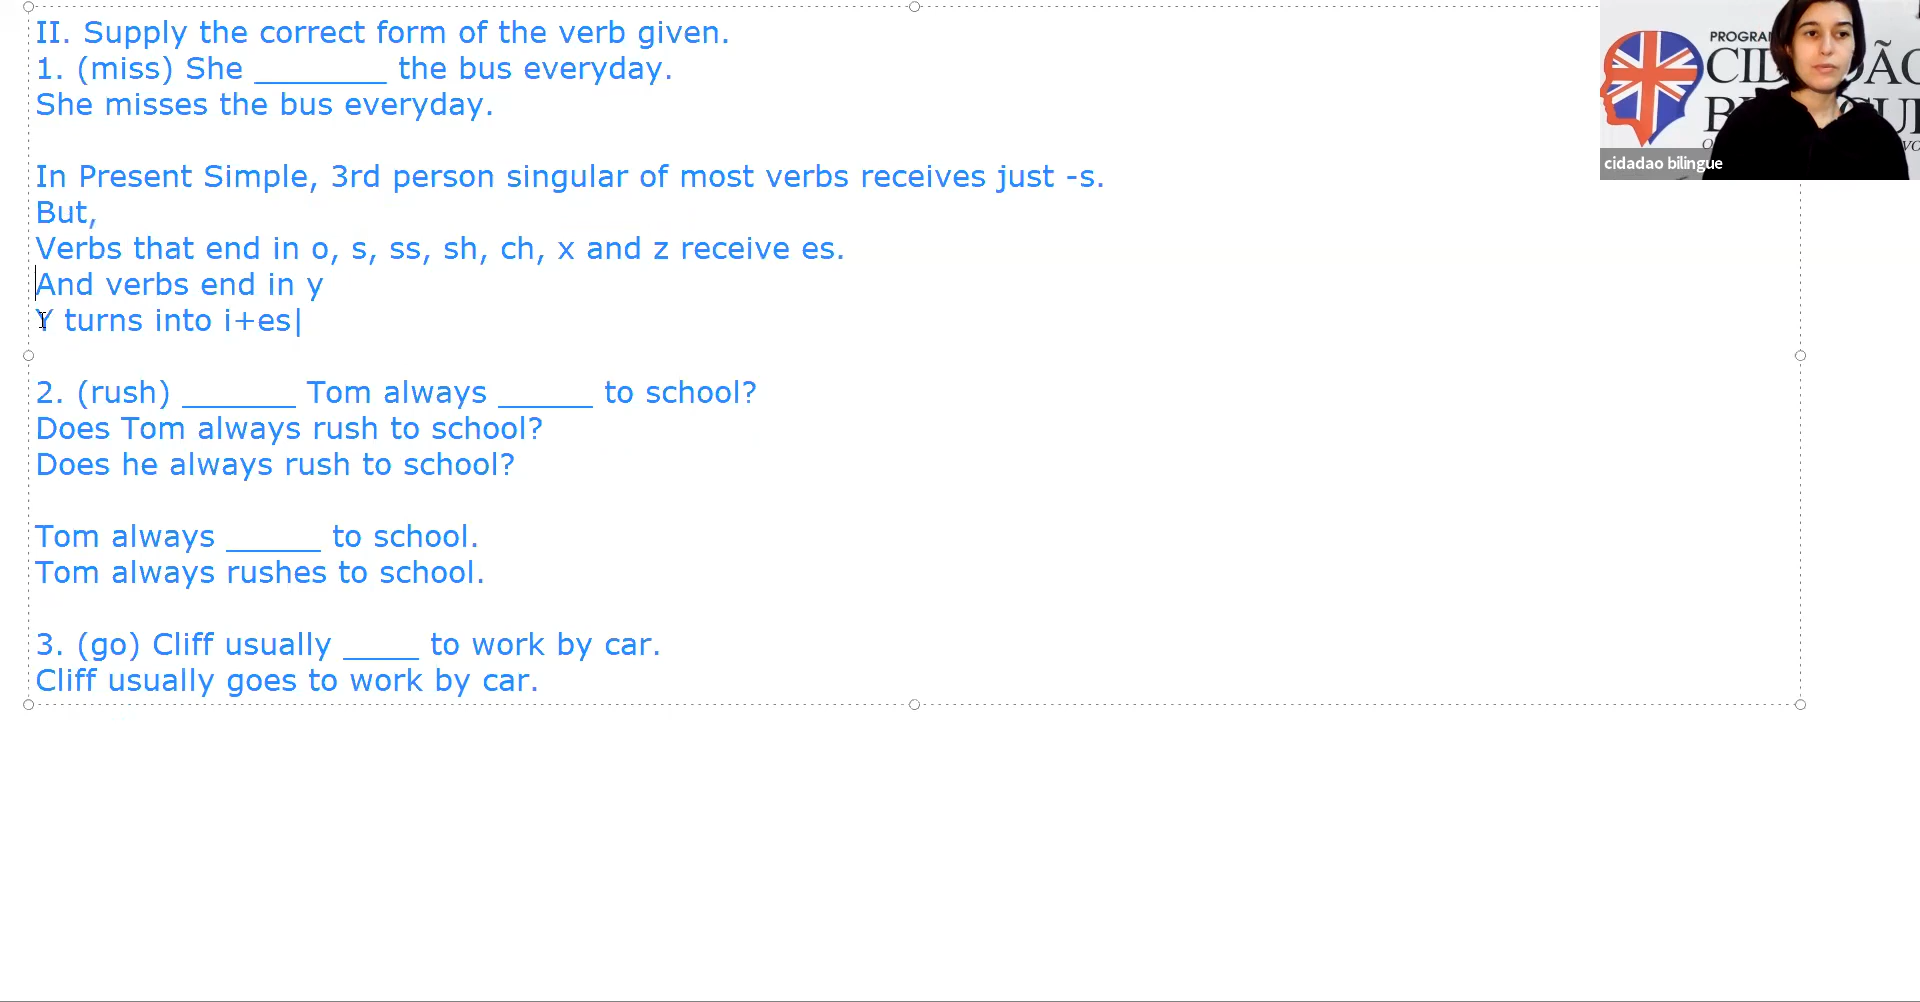 II. Supply the correct form of the verb given.
1. (miss) She _______ the bus everyday.
She misses the bus everyday.
In Present Simple, 3rd person singular of most verbs receives just -s.
But,
Verbs that end in o, s, ss, sh, ch, x and z receive es.
And verbs end in y
Y turns into i+es|
2. (rush) ______ Tom always _____ to school?
Does Tom always rush to school?
Does he always rush to school?
Tom always _____ to school.
Tom always rushes to school.
3. (go) Cliff usually ____ to work by car.
Cliff usually goes to work by car.
cidadao bilingue